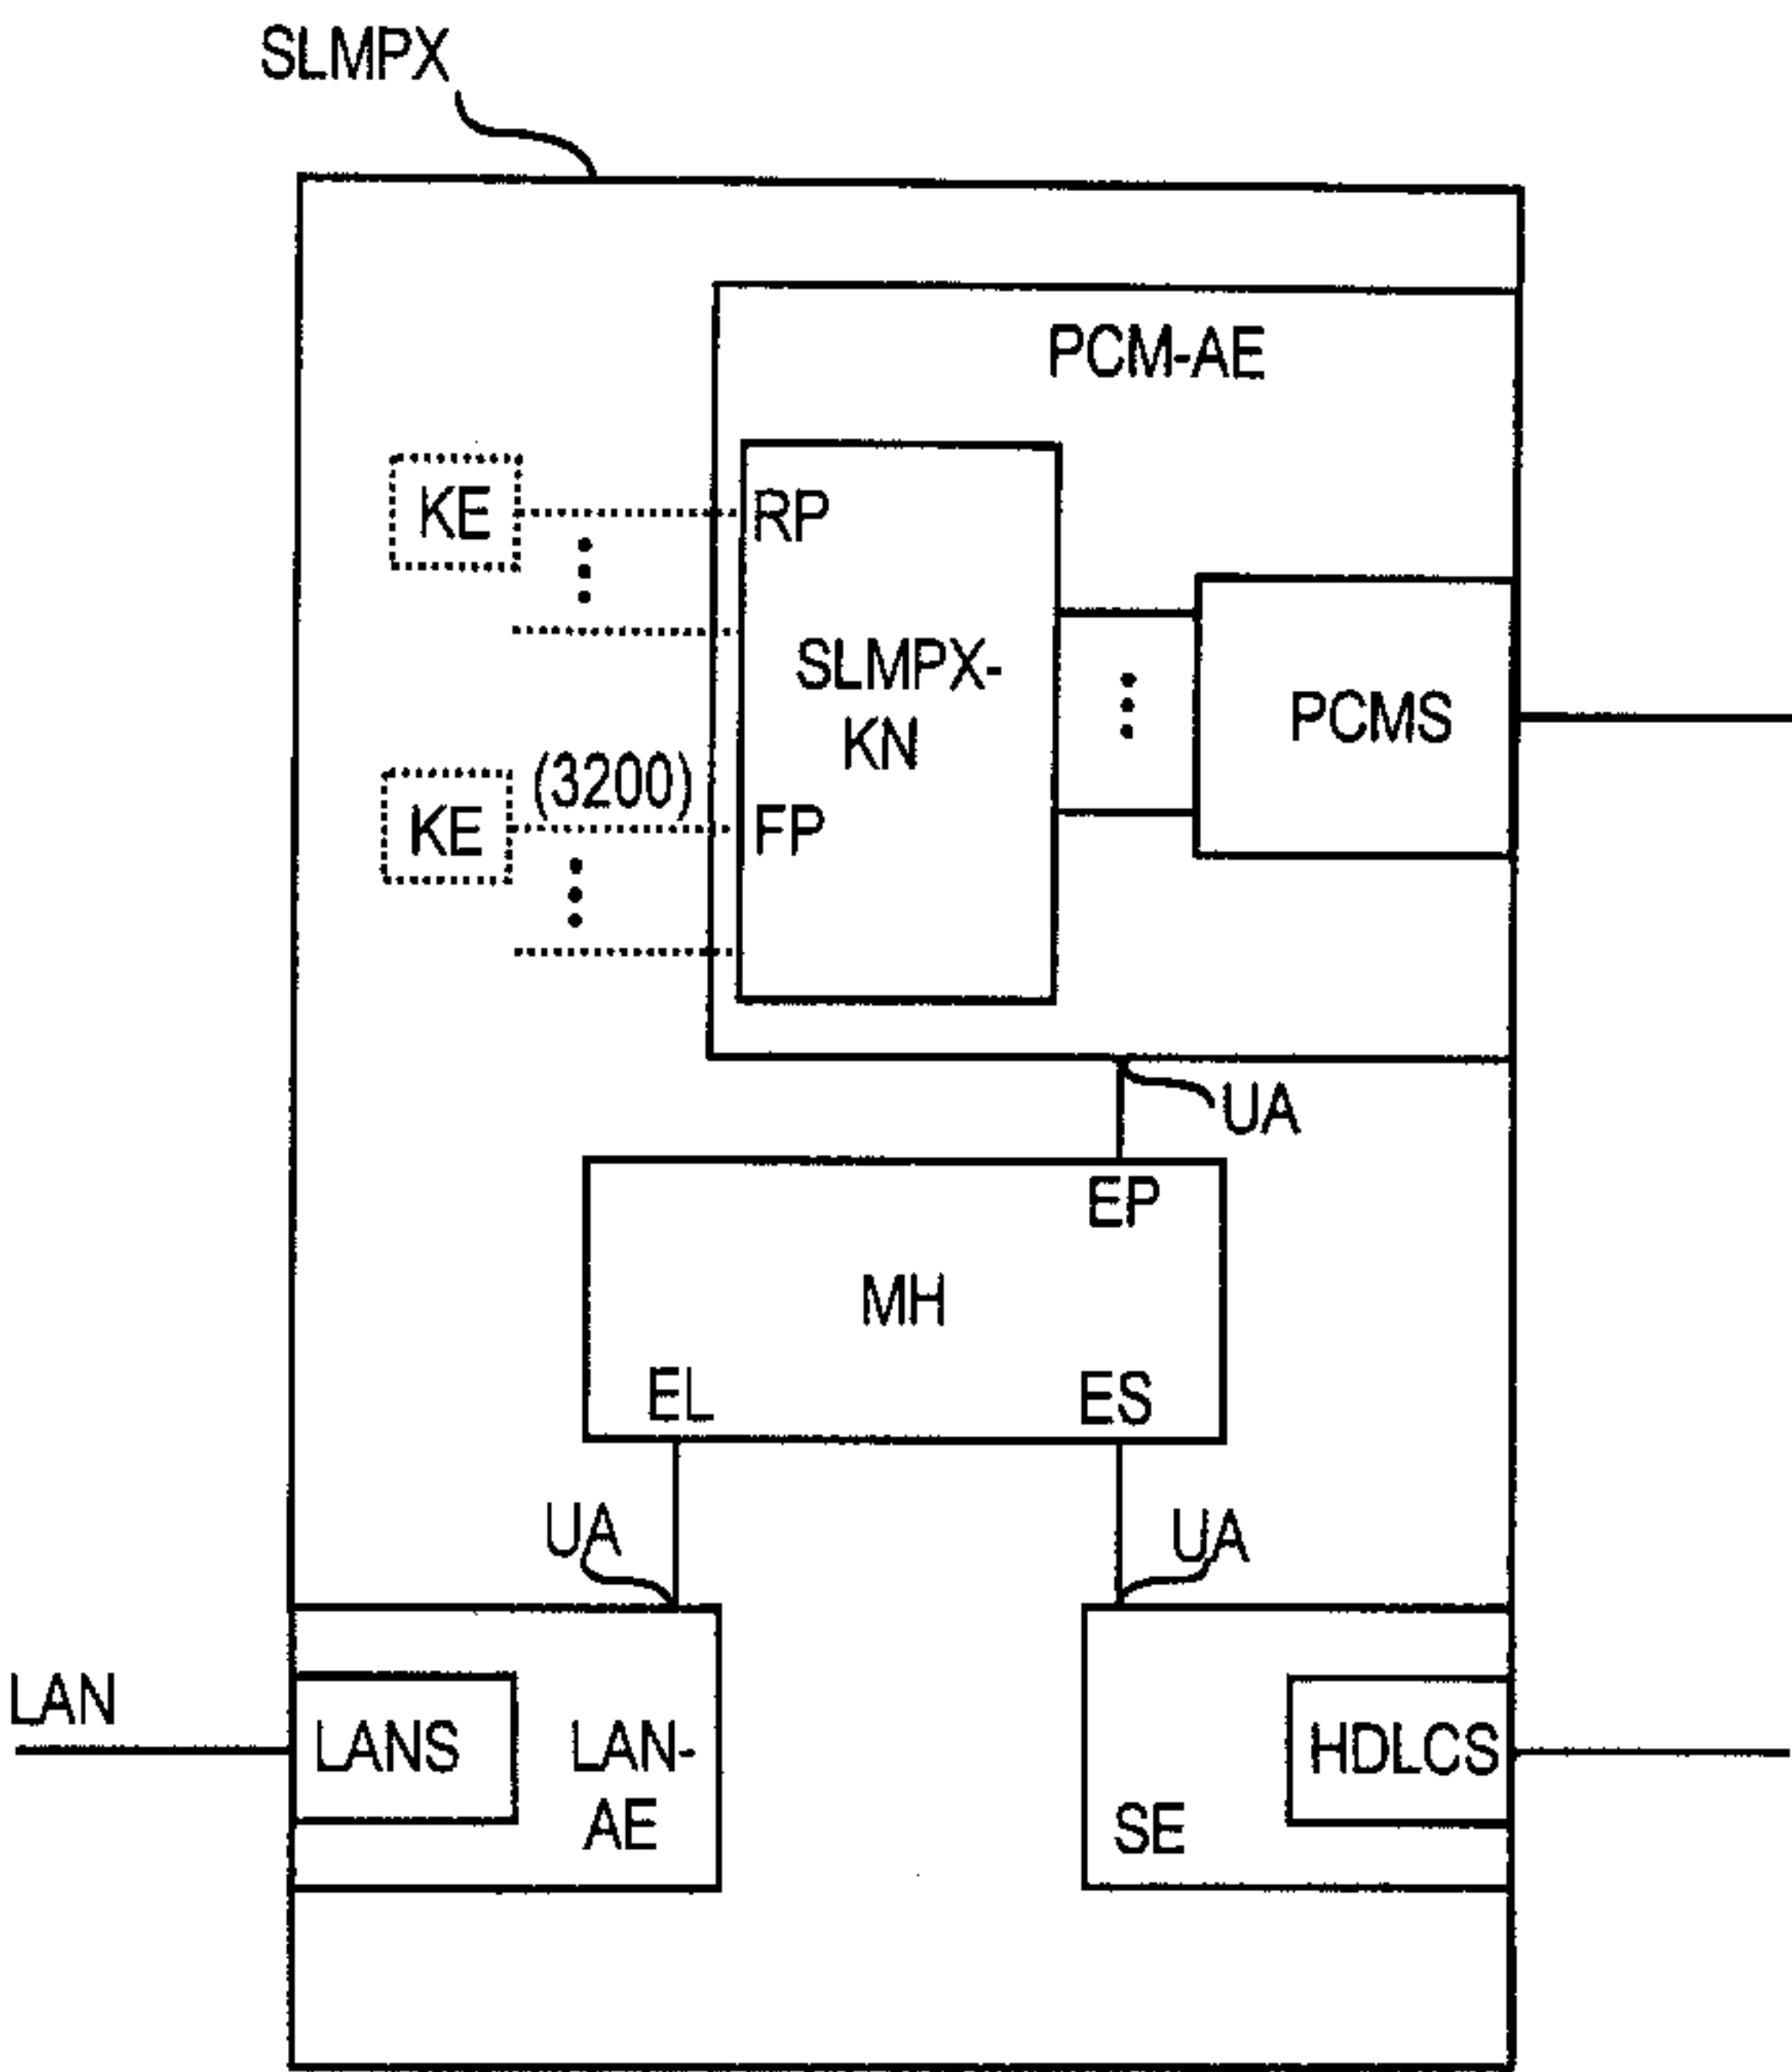 SLMPX
PCM-AE
KE
RP
SLMPX-
KN
PCMS
(3200)
KE
FP
UA
EP
MH
EL
ES
UA
UA
LAN
LANS
LAN-
AE
HDLCS
SE